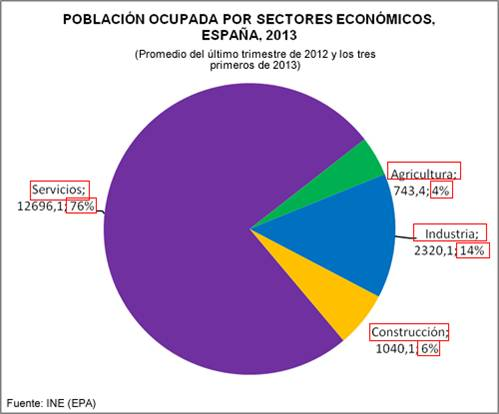 POBLACIÓN OCUPADA POR SECTORES ECONÓMICOS,
ESPAÑA, 2013
(Promedio del último trimestre de 2012 y los tres
primeros de 2013)
Agricultura;
743,4; 4%
Servicios;
12696,1; 76%
Industria;
2320,1; 14%
Construcción;
1040,1; 6%
Fuente: INE (EPA)